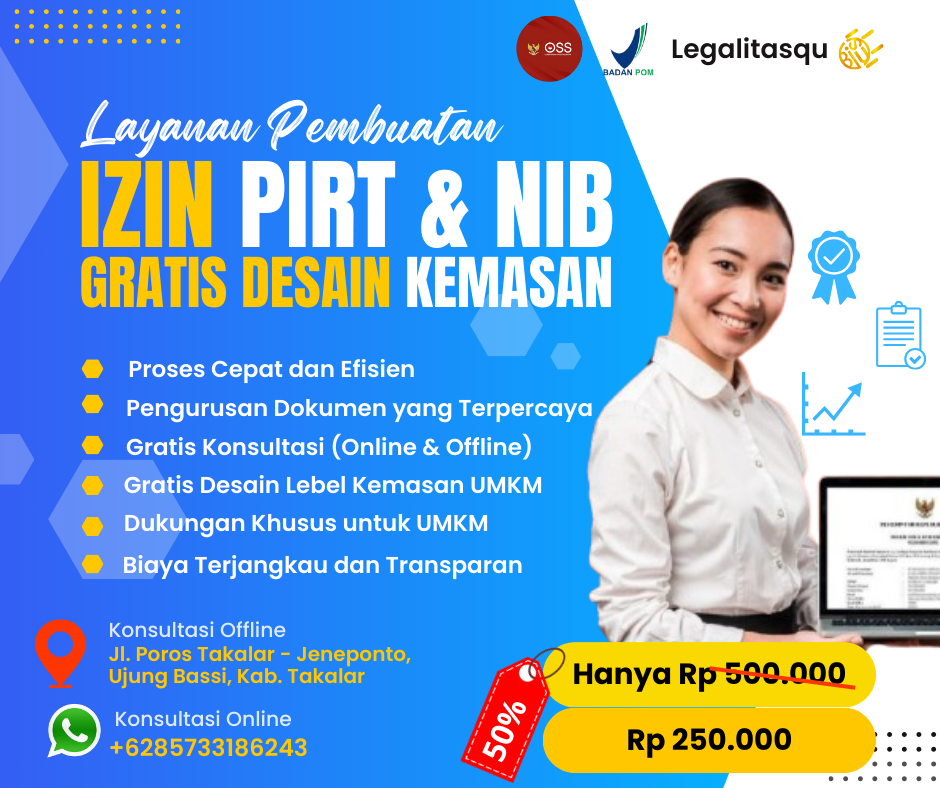 OSS
BADAN POM
Legalitasqu
Layanan Pembuatan
IZIN PIRT & NIB
GRATIS DESAIN KEMASAN
Proses Cepat dan Efisien
Pengurusan Dokumen yang Terpercaya
Gratis Konsultasi (Online & Offline)
Gratis Desain Lebel Kemasan UMKM
Dukungan Khusus untuk UMKM
Biaya Terjangkau dan Transparan
Konsultasi Offline
Jl. Poros Takalar - Jeneponto,
Ujung Bassi, Kab. Takalar
Konsultasi Online
+6285733186243
50%
Hanya Rp 500.000
Rp 250.000